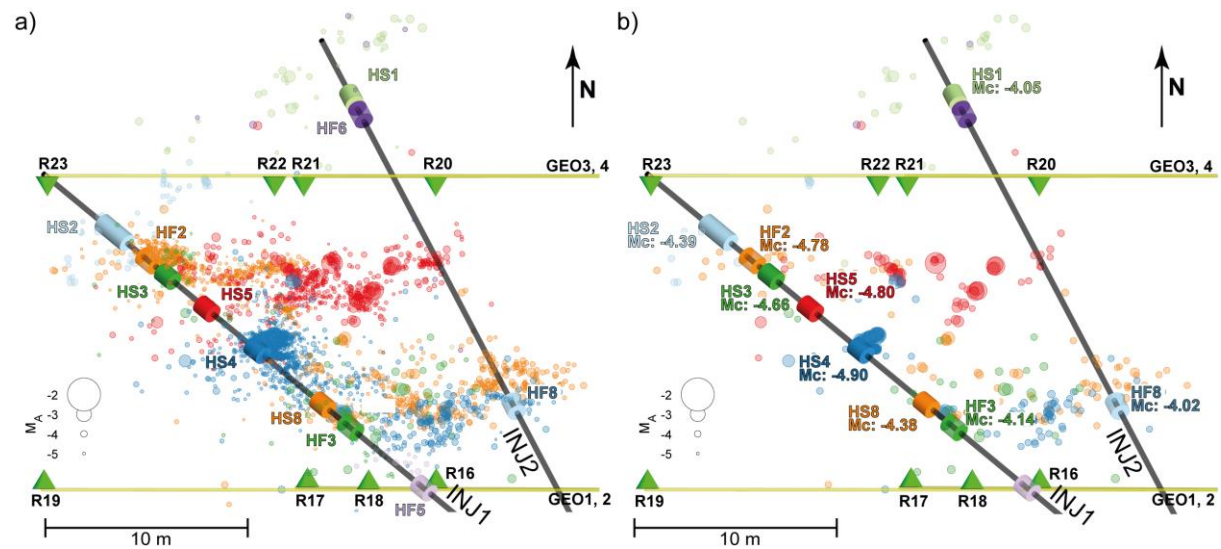 a)
HS1
N
HF6
R23
R22
R21
R20
GEO3, 4
HS2
HF2
HS3
HS5
HS4
HF8
-2
-3
-4
-5
M_A
HS8
HF3
INJ2
R16
R19
R17
R18
HF5
INJ1
GEO1, 2
10 m
b)
HS1
Mc: -4.05
N
R23
R22
R21
R20
GEO3, 4
HS2
Mc: -4.39
HF2
Mc: -4.78
HS3
Mc: -4.66
HS5
Mc: -4.80
HS4
Mc: -4.90
HF8
Mc: -4.02
-2
-3
-4
-5
M_A
HS8
Mc: -4.38
HF3
Mc: -4.14
INJ2
R16
R19
R17
R18
INJ1
GEO1, 2
10 m